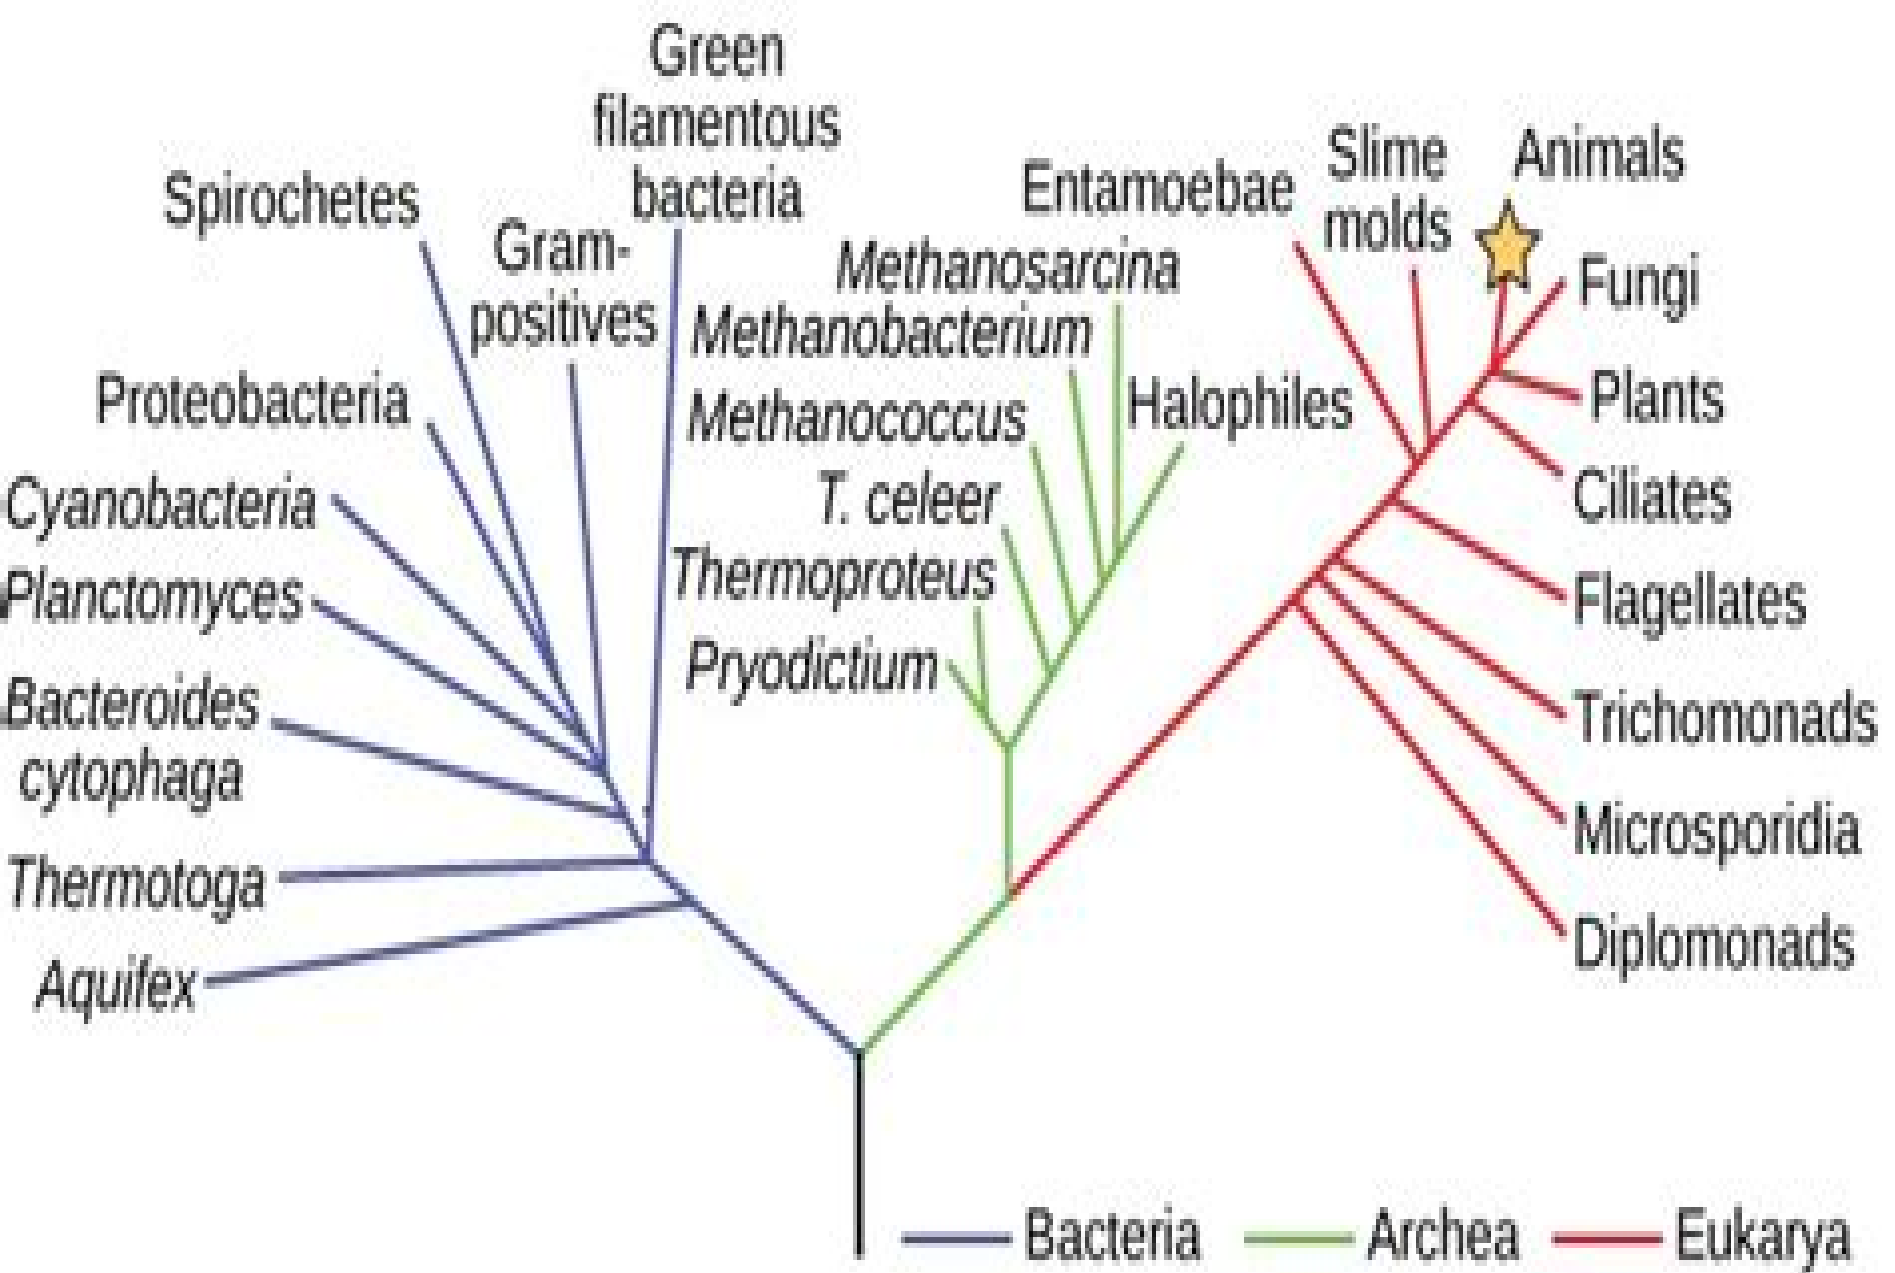 Green
filamentous
bacteria
Spirochetes
Gram-
positives
Proteobacteria
Cyanobacteria
Planctomyces
Bacteroides
cytophaga
Thermotoga
Aquifex
Entamoebae
Slime
molds
Animals
Methanosarcina
Methanobacterium
Halophiles
Methanococcus
T. celeer
Thermoproteus
Pryodictium
Fungi
Plants
Ciliates
Flagellates
Trichomonads
Microsporidia
Diplomonads
Bacteria
Archea
Eukarya